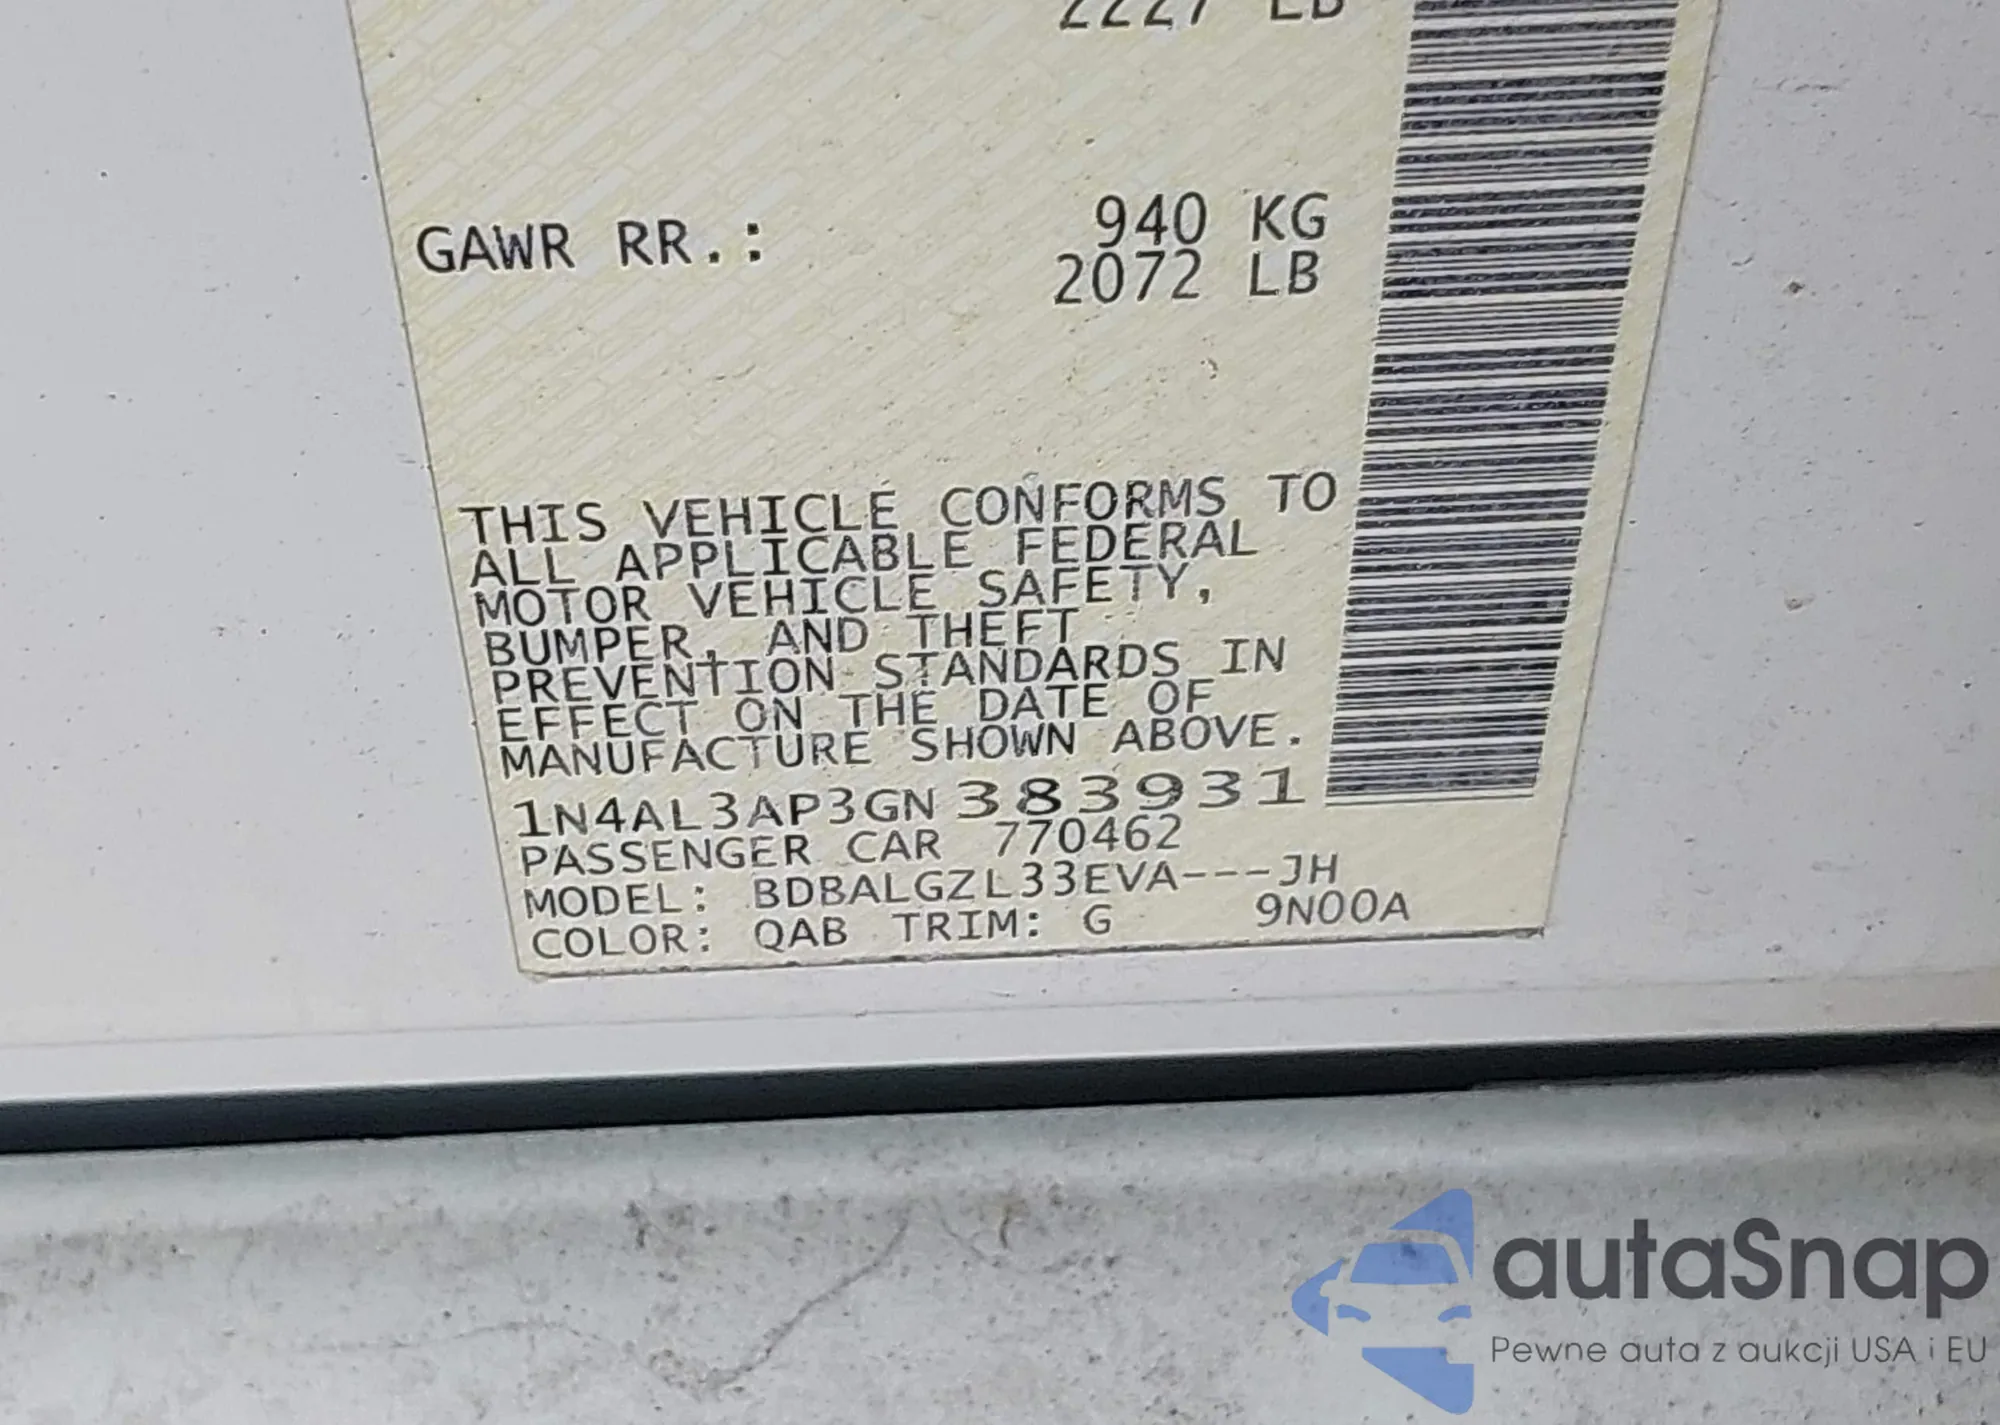 2227 LB
GAWR RR.: 940 KG
2072 LB
THIS VEHICLE CONFORMS TO
ALL APPLICABLE FEDERAL
MOTOR VEHICLE SAFETY,
BUMPER, AND THEFT
PREVENTION STANDARDS IN
EFFECT ON THE DATE OF
MANUFACTURE SHOWN ABOVE.
1N4AL3AP3GN383931
PASSENGER CAR 770462
MODEL: BDBALGZL33EVA---JH
COLOR: QAB TRIM: G 9N00A
autaSnap
Pewne auta z aukcji USA i EU